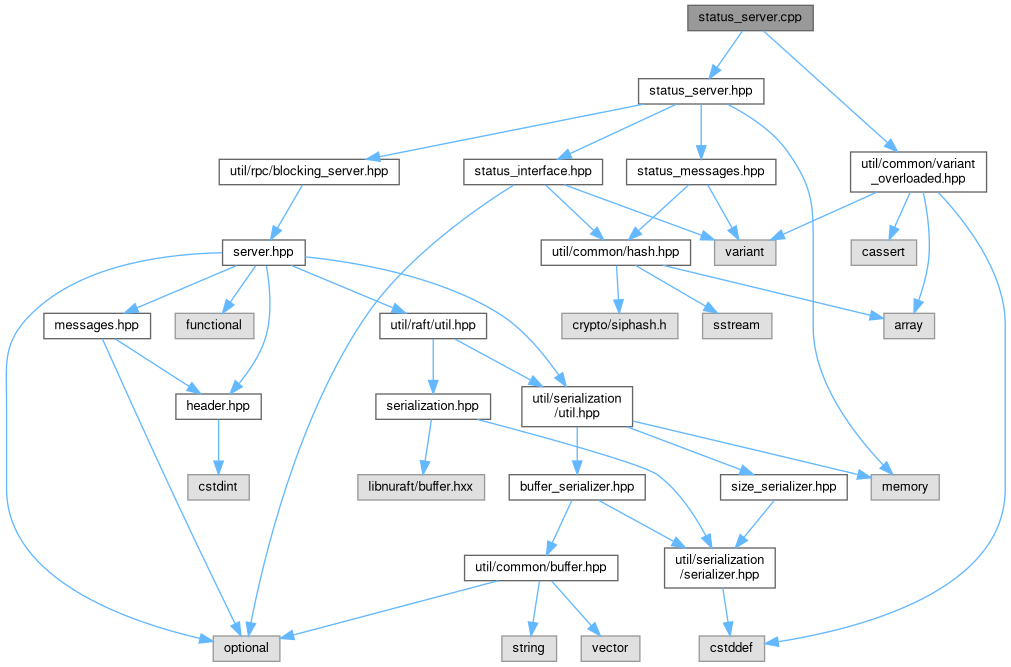 status_server.cpp
status_server.hpp
util/rpc/blocking_server.hpp
status_interface.hpp
status_messages.hpp
util/common/variant
_overloaded.hpp
server.hpp
util/common/hash.hpp
variant
cassert
messages.hpp
functional
util/raft/util.hpp
crypto/siphash.h
sstream
array
header.hpp
serialization.hpp
util/serialization
/util.hpp
cstdint
libnuraft/buffer.hxx
buffer_serializer.hpp
size_serializer.hpp
memory
util/common/buffer.hpp
util/serialization
/serializer.hpp
optional
string
vector
cstddef